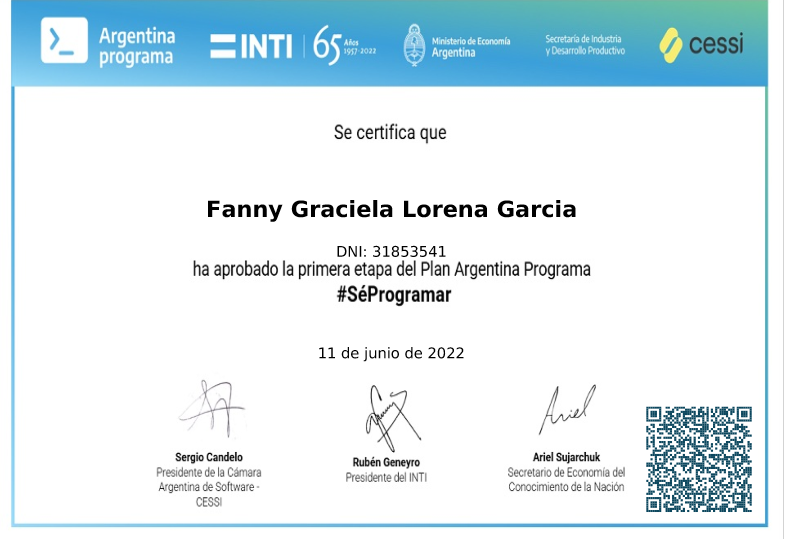 Argentina programa
INTI
65 Años 1957-2022
Ministerio de Economía Argentina
Secretaría de Industria y Desarrollo Productivo
cessi
Se certifica que
Fanny Graciela Lorena Garcia
DNI: 31853541
ha aprobado la primera etapa del Plan Argentina Programa
#SéProgramar
11 de junio de 2022
Ariel
Sergio Candelo
Presidente de la Cámara
Argentina de Software -
CESSI
Rubén Geneyro
Presidente del INTI
Ariel Sujarchuk
Secretario de Economía del
Conocimiento de la Nación